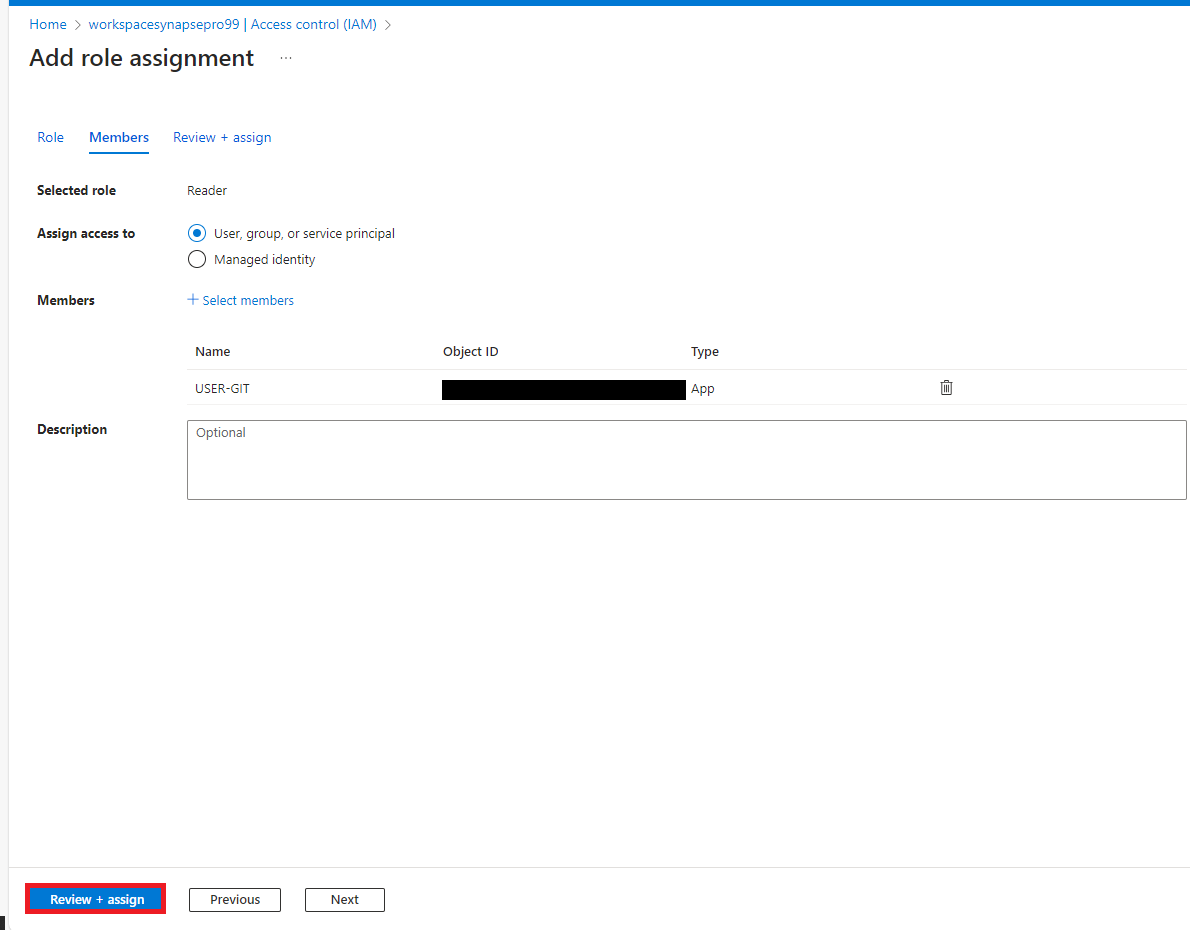 Home > workspacesynapsepro99 | Access control (IAM) >
Add role assignment ...
Role Members Review + assign
Selected role Reader
Assign access to User, group, or service principal
Managed identity
Members + Select members
Name Object ID Type
USER-GIT App
Description Optional
Review + assign Previous Next